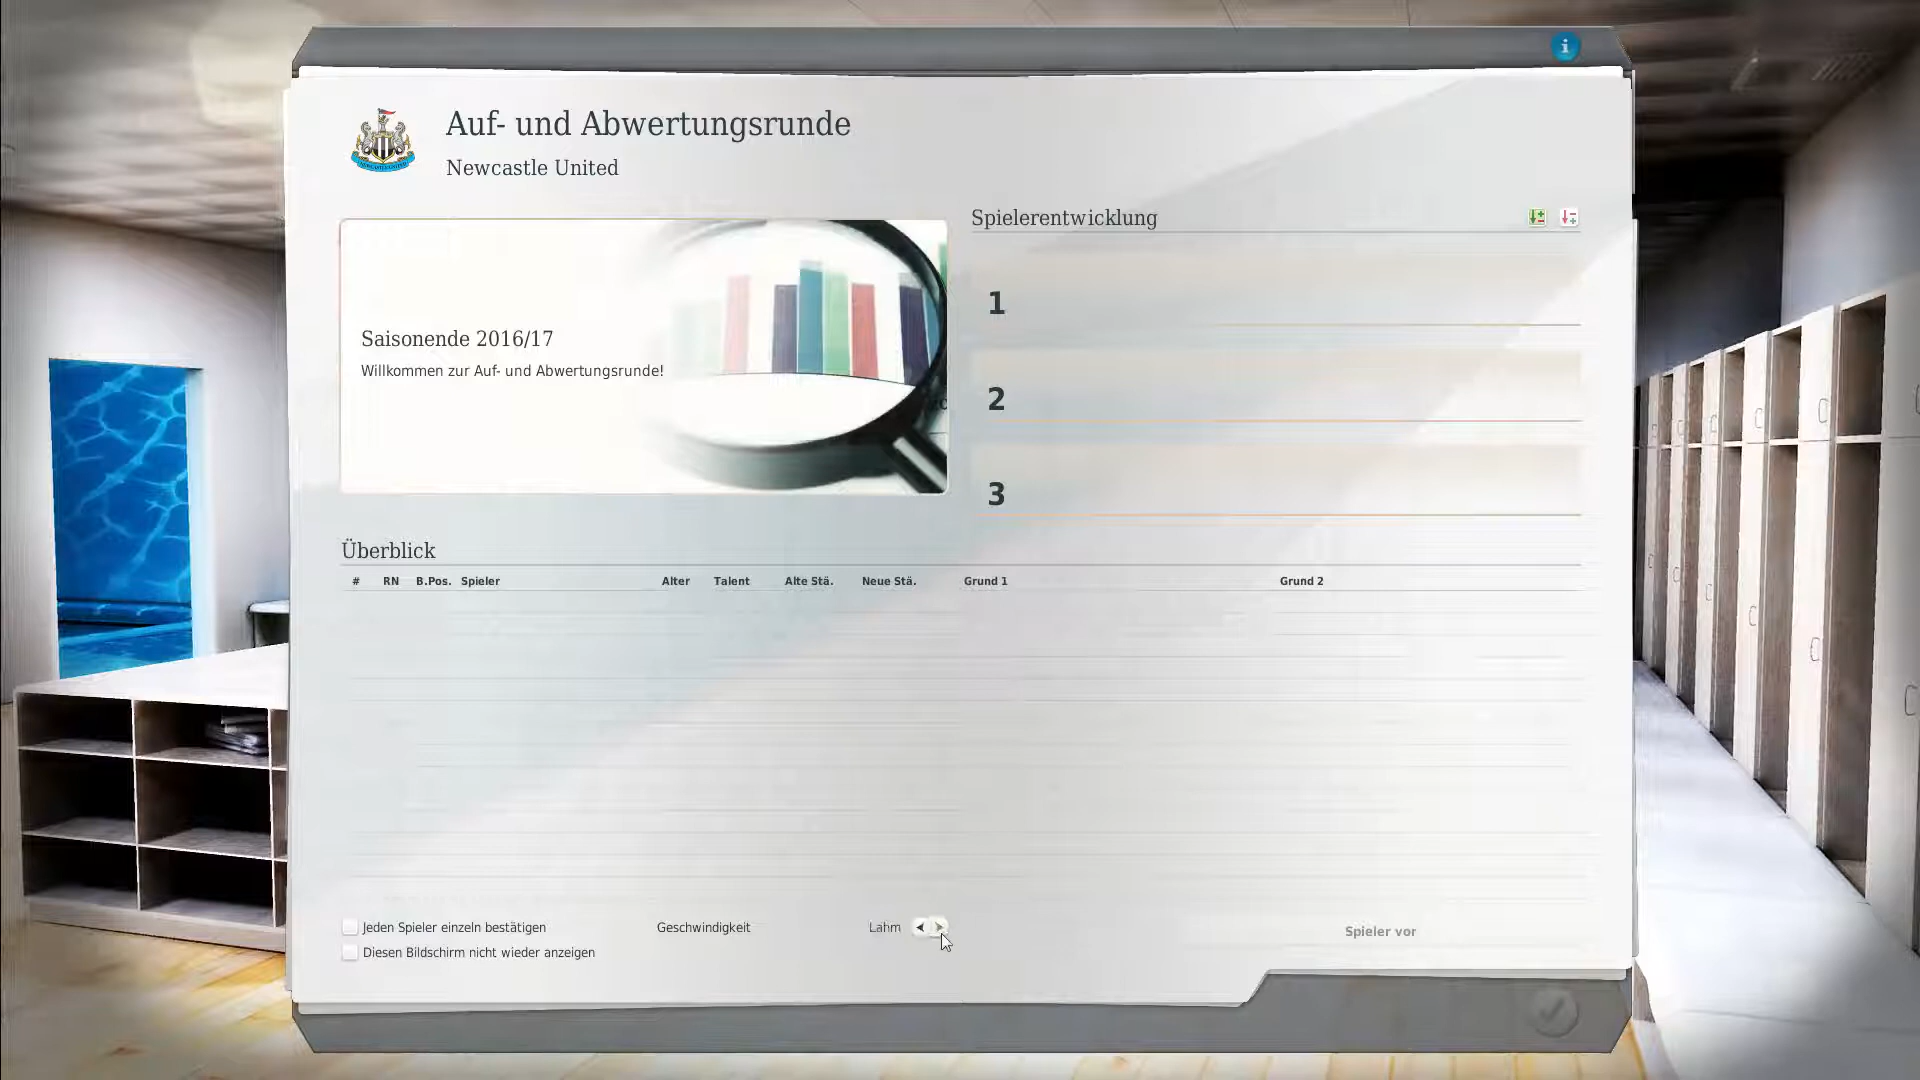 Auf- und Abwertungsrunde
Newcastle United
Spielerentwicklung
1
Saisonende 2016/17
Willkommen zur Auf- und Abwertungsrunde!
2
3
Überblick
# RN B.Pos. Spieler Alter Talent Alte Stä. Neue Stä. Grund 1 Grund 2
Jeden Spieler einzeln bestätigen Geschwindigkeit Lahm Spieler vor
Diesen Bildschirm nicht wieder anzeigen